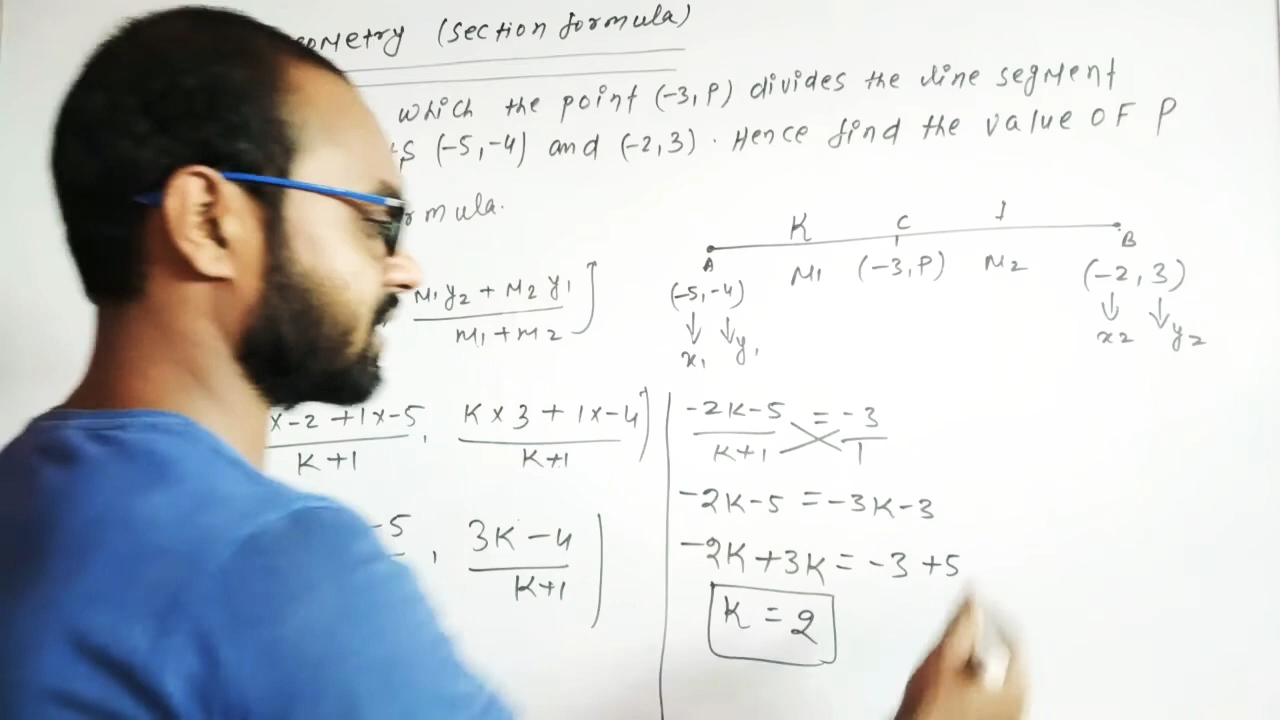 (section formula)
which the point (-3, P) divides the line segment
(-5, -4) and (-2, 3). Hence find the value of P
K C 1
A M1 (-3, P) M2 B
(-5, -4) (-2, 3)
↓ ↓ ↓ ↓
x1 y1 x2 y2
M1 y2 + M2 y1
m1 + m2
x -2 + 1x-5 , K x 3 + 1x-4)
K+1 K+1
-5 , 3K - 4 )
K+1
-2K-5 = -3
K+1 1
-2K-5 = -3K-3
-2K+3K = -3+5
K = 2